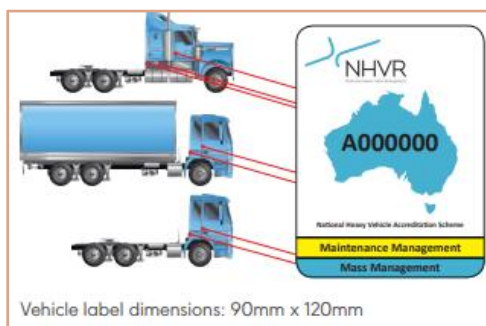 NHVR
A000000
National Heavy Vehicle Accreditation Scheme
Maintenance Management
Mass Management
Vehicle label dimensions: 90mm x 120mm